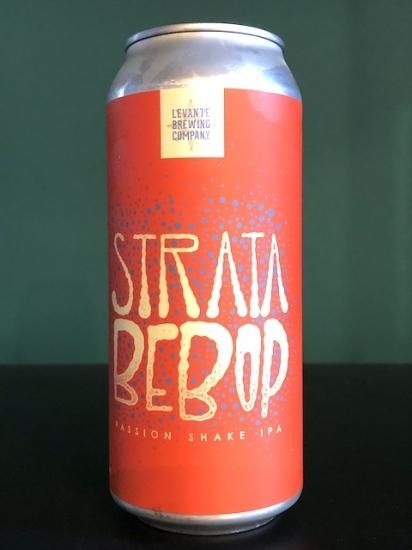 LEVANTE
BREWING
COMPANY
STRATA
BEBOP
PASSION SHAKE IPA